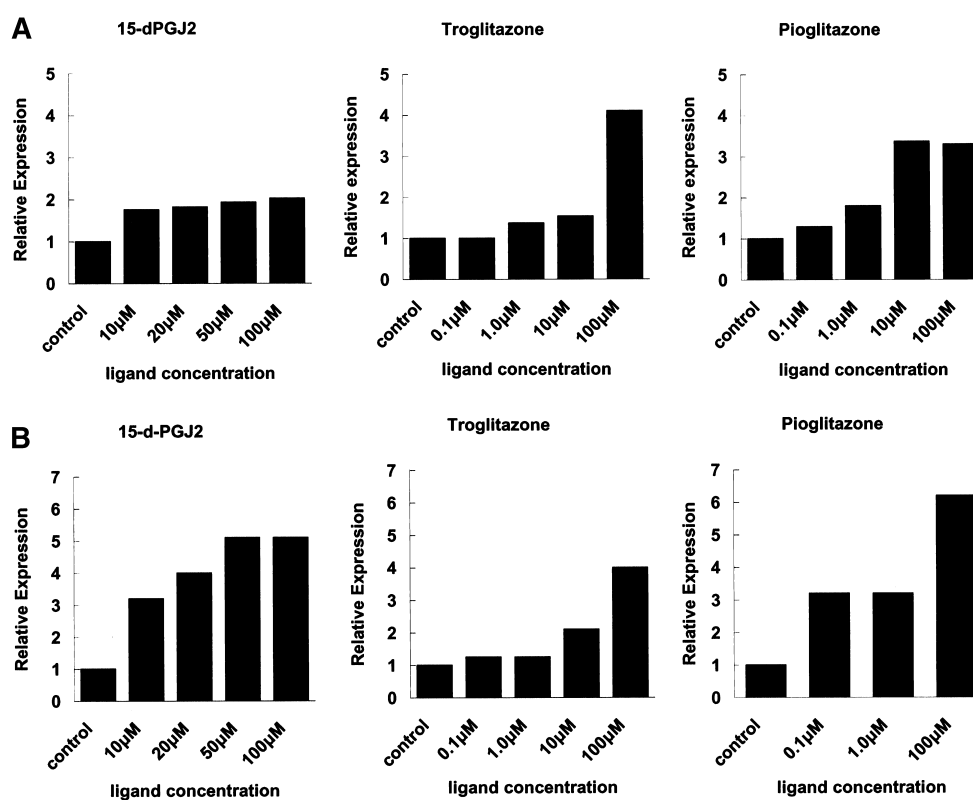 A
15-dPGJ2
Troglitazone
Pioglitazone
Relative Expression
5
4
3
2
1
0
control
10µM
20µM
50µM
100µM
ligand concentration
Relative expression
5
4
3
2
1
0
control
0.1µM
1.0µM
10µM
100µM
ligand concentration
Relative expression
5
4
3
2
1
0
control
0.1µM
1.0µM
10µM
100µM
ligand concentration
B
15-d-PGJ2
Troglitazone
Pioglitazone
Relative Expression
7
6
5
4
3
2
1
0
control
10µM
20µM
50µM
100µM
ligand concentration
Relative Expression
7
6
5
4
3
2
1
0
control
0.1µM
1.0µM
10µM
100µM
ligand concentration
Relative Expression
7
6
5
4
3
2
1
0
control
0.1µM
1.0µM
100µM
ligand concentration